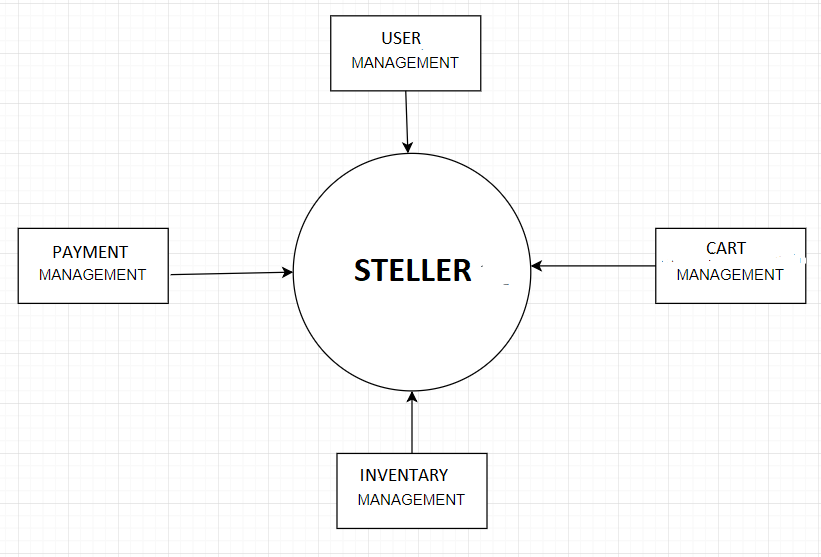 USER
MANAGEMENT
PAYMENT
MANAGEMENT
STELLER
CART
MANAGEMENT
INVENTARY
MANAGEMENT